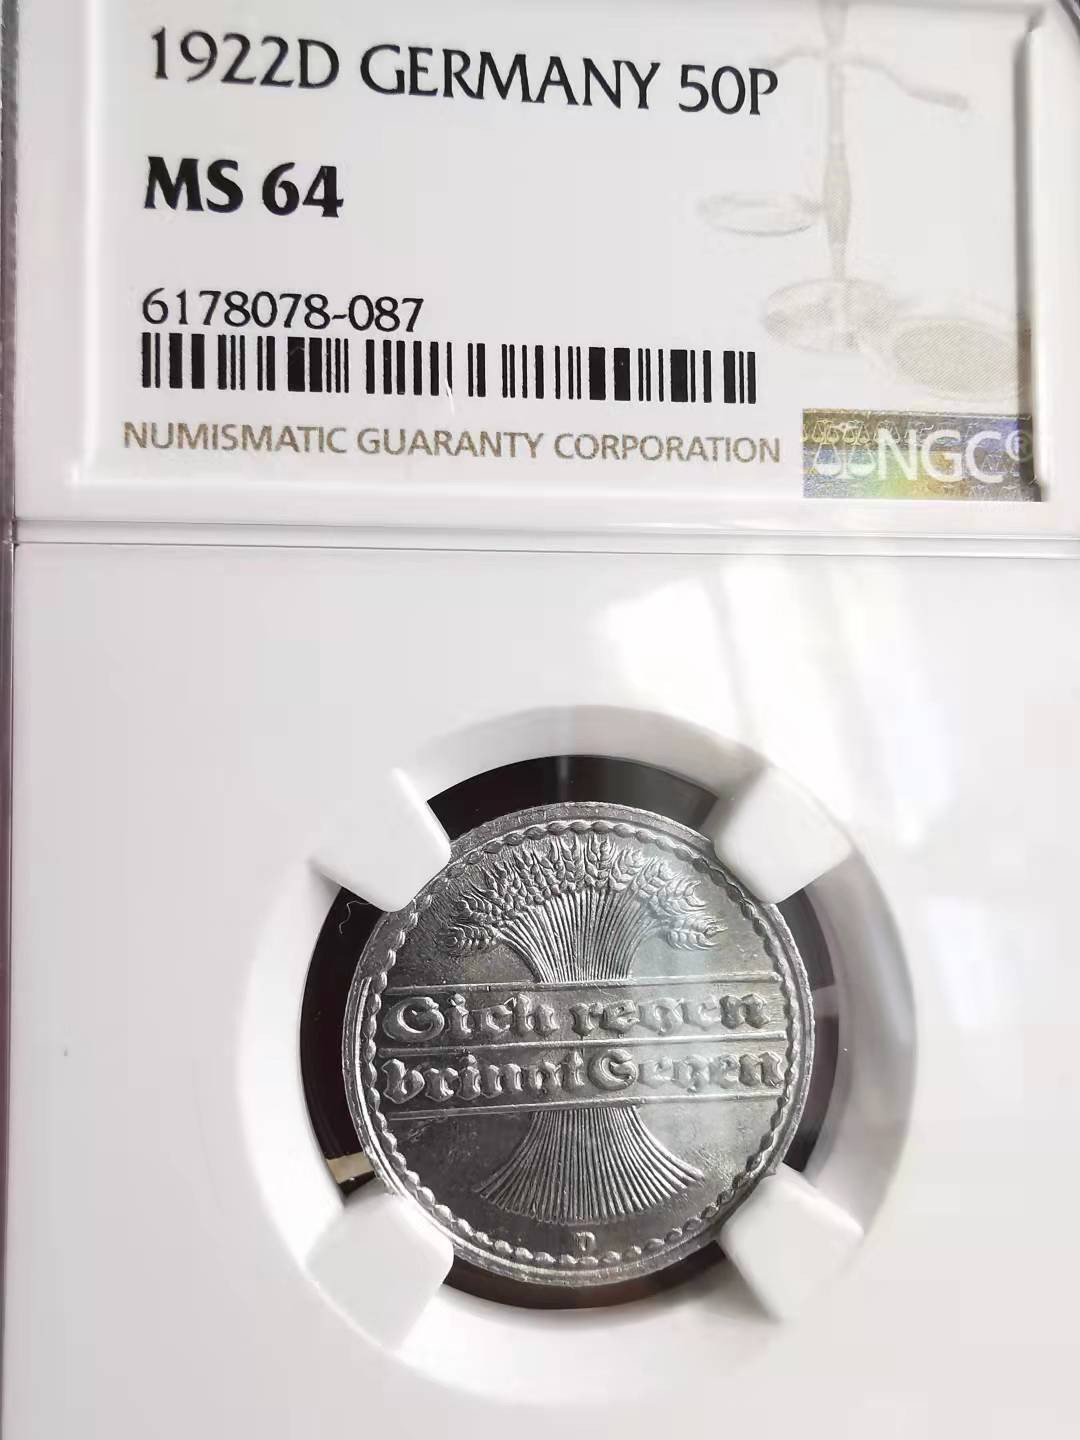 1922D GERMANY 50P
MS 64
6178078-087
NUMISMATIC GUARANTY CORPORATION
NGC®
Sich regen
bringt Segen
D